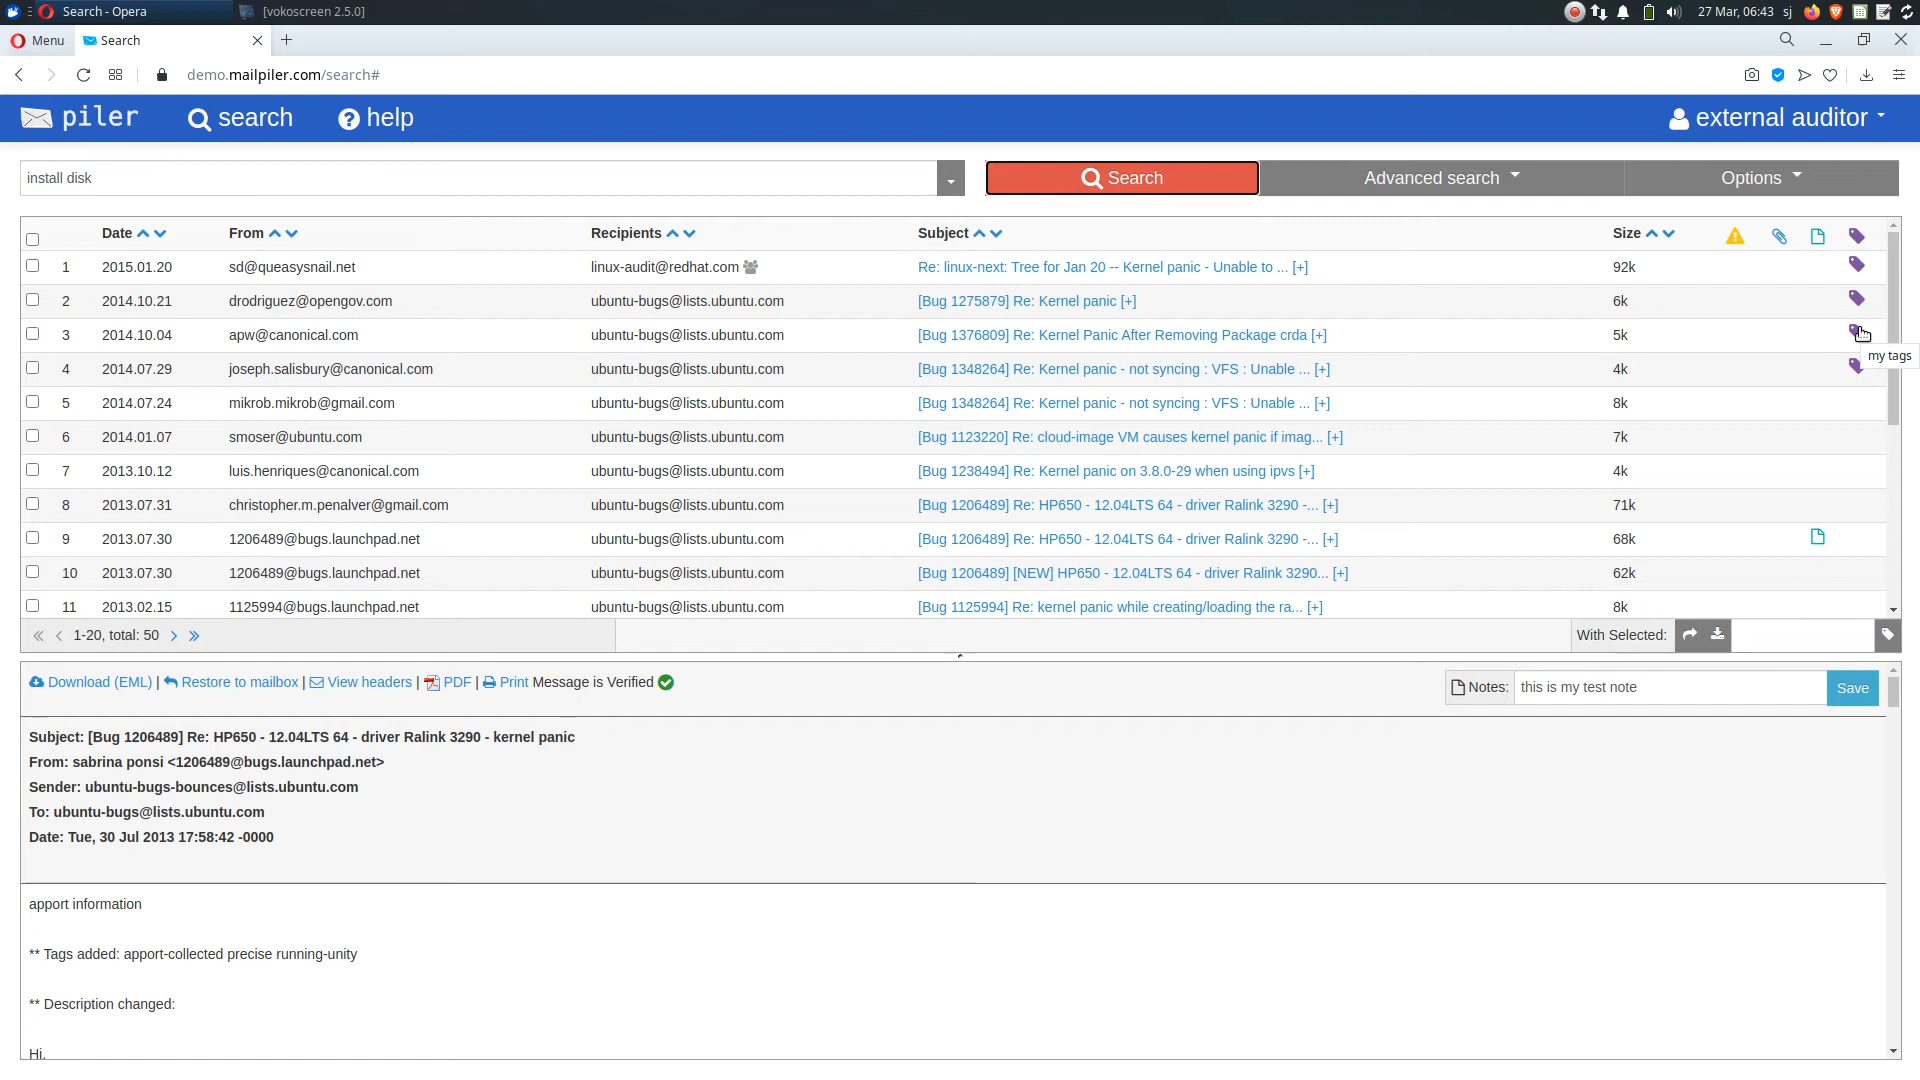 Search - Opera
[vokoscreen 2.5.0]
27 Mar, 06:43 sj
Menu
Search
demo.mailpiler.com/search#
piler
search
help
external auditor
install disk
Search
Advanced search
Options
Date From Recipients Subject Size
1 2015.01.20 sd@queasysnail.net linux-audit@redhat.com Re: linux-next: Tree for Jan 20 -- Kernel panic - Unable to ... [+] 92k
2 2014.10.21 drodriguez@opengov.com ubuntu-bugs@lists.ubuntu.com [Bug 1275879] Re: Kernel panic [+] 6k
3 2014.10.04 apw@canonical.com ubuntu-bugs@lists.ubuntu.com [Bug 1376809] Re: Kernel Panic After Removing Package crda [+] 5k
my tags
4 2014.07.29 joseph.salisbury@canonical.com ubuntu-bugs@lists.ubuntu.com [Bug 1348264] Re: Kernel panic - not syncing : VFS : Unable ... [+] 4k
5 2014.07.24 mikrob.mikrob@gmail.com ubuntu-bugs@lists.ubuntu.com [Bug 1348264] Re: Kernel panic - not syncing : VFS : Unable ... [+] 8k
6 2014.01.07 smoser@ubuntu.com ubuntu-bugs@lists.ubuntu.com [Bug 1123220] Re: cloud-image VM causes kernel panic if imag... [+] 7k
7 2013.10.12 luis.henriques@canonical.com ubuntu-bugs@lists.ubuntu.com [Bug 1238494] Re: Kernel panic on 3.8.0-29 when using ipvs [+] 4k
8 2013.07.31 christopher.m.penalver@gmail.com ubuntu-bugs@lists.ubuntu.com [Bug 1206489] Re: HP650 - 12.04LTS 64 - driver Ralink 3290 -... [+] 71k
9 2013.07.30 1206489@bugs.launchpad.net ubuntu-bugs@lists.ubuntu.com [Bug 1206489] Re: HP650 - 12.04LTS 64 - driver Ralink 3290 -... [+] 68k
10 2013.07.30 1206489@bugs.launchpad.net ubuntu-bugs@lists.ubuntu.com [Bug 1206489] [NEW] HP650 - 12.04LTS 64 - driver Ralink 3290... [+] 62k
11 2013.02.15 1125994@bugs.launchpad.net ubuntu-bugs@lists.ubuntu.com [Bug 1125994] Re: kernel panic while creating/loading the ra... [+] 8k
« ‹ 1-20, total: 50 › »
With Selected:
Download (EML) | Restore to mailbox | View headers | PDF | Print Message is Verified
Notes: this is my test note
Save
Subject: [Bug 1206489] Re: HP650 - 12.04LTS 64 - driver Ralink 3290 - kernel panic
From: sabrina ponsi <1206489@bugs.launchpad.net>
Sender: ubuntu-bugs-bounces@lists.ubuntu.com
To: ubuntu-bugs@lists.ubuntu.com
Date: Tue, 30 Jul 2013 17:58:42 -0000
apport information
** Tags added: apport-collected precise running-unity
** Description changed:
Hi,